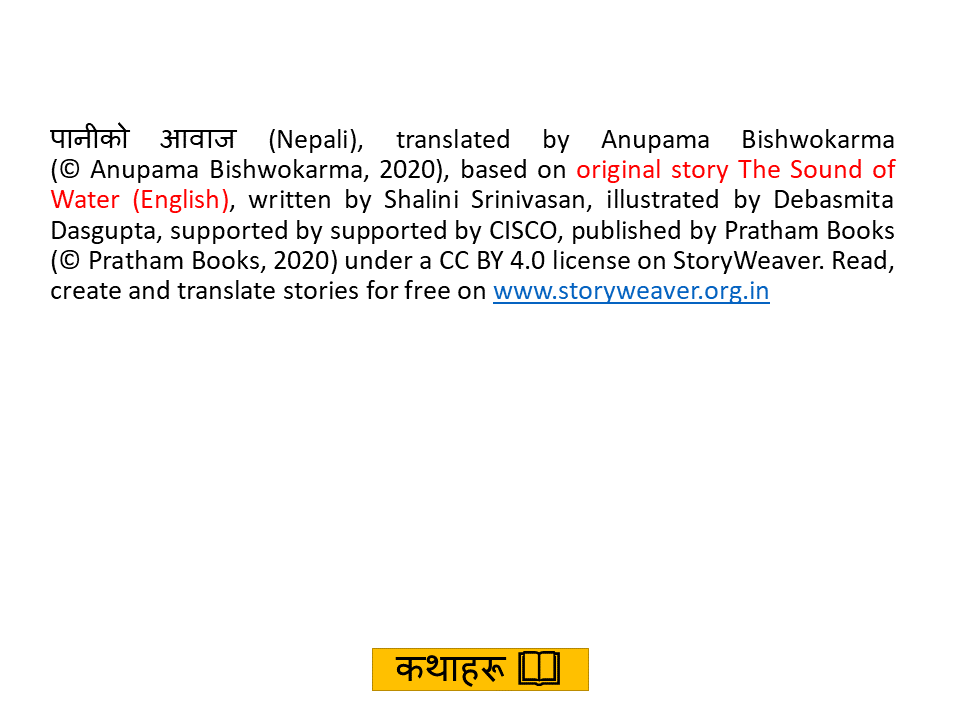 पानीको आवाज (Nepali), translated by Anupama Bishwokarma
(© Anupama Bishwokarma, 2020), based on original story The Sound of
Water (English), written by Shalini Srinivasan, illustrated by Debasmita
Dasgupta, supported by supported by CISCO, published by Pratham Books
(© Pratham Books, 2020) under a CC BY 4.0 license on StoryWeaver. Read,
create and translate stories for free on www.storyweaver.org.in
कथाहरू